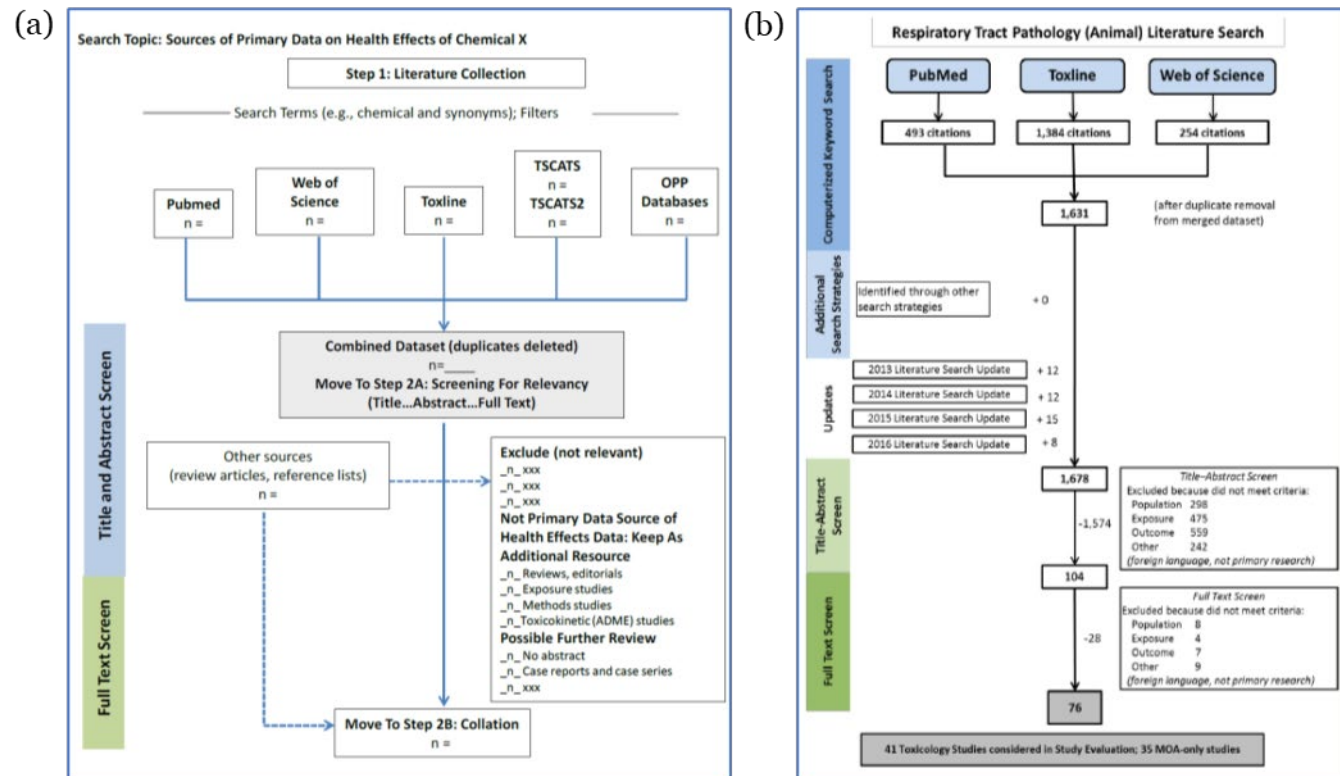 (a)
Search Topic: Sources of Primary Data on Health Effects of Chemical X
Step 1: Literature Collection
Search Terms (e.g., chemical and synonyms); Filters
Pubmed
n =
Web of
Science
n =
Toxline
n =
TSCATS
n =
TSCATS2
n =
OPP
Databases
n =
Title and Abstract Screen
Full Text Screen
Combined Dataset (duplicates deleted)
n=____
Move To Step 2A: Screening For Relevancy
(Title...Abstract...Full Text)
Other sources
(review articles, reference lists)
n =
Exclude (not relevant)
_n_ xxx
_n_ xxx
_n_ xxx
Not Primary Data Source of
Health Effects Data: Keep As
Additional Resource
_n_ Reviews, editorials
_n_ Exposure studies
_n_ Methods studies
_n_Toxicokinetic (ADME) studies
Possible Further Review
_n_ No abstract
_n_ Case reports and case series
_n_ xxx
Move To Step 2B: Collation
n =
(b)
Respiratory Tract Pathology (Animal) Literature Search
Computerized Keyword Search
PubMed
Toxline
Web of Science
493 citations
1,384 citations
254 citations
1,631
(after duplicate removal
from merged dataset)
Additional
Search Strategies
Identified through other
search strategies
+ 0
Updates
2013 Literature Search Update
+ 12
2014 Literature Search Update
+ 12
2015 Literature Search Update
+ 15
2016 Literature Search Update
+ 8
Title-Abstract
Screen
1,678
-1,574
Title–Abstract Screen
Excluded because did not meet criteria:
Population 298
Exposure 475
Outcome 559
Other 242
(foreign language, not primary research)
104
Full Text Screen
-28
Full Text Screen
Excluded because did not meet criteria:
Population 8
Exposure 4
Outcome 7
Other 9
(foreign language, not primary research)
76
41 Toxicology Studies considered in Study Evaluation; 35 MOA-only studies